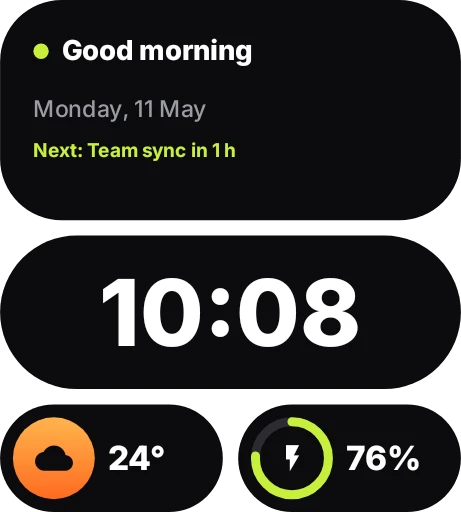 Good morning
Monday, 11 May
Next: Team sync in 1 h
10:08
24°
76%